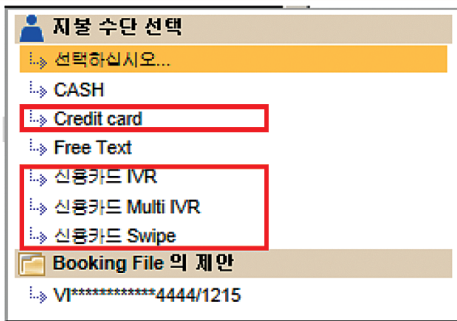 지불 수단 선택
선택하십시오...
CASH
Credit card
Free Text
신용카드 IVR
신용카드 Multi IVR
신용카드 Swipe
Booking File 의 제안
VI************4444/1215